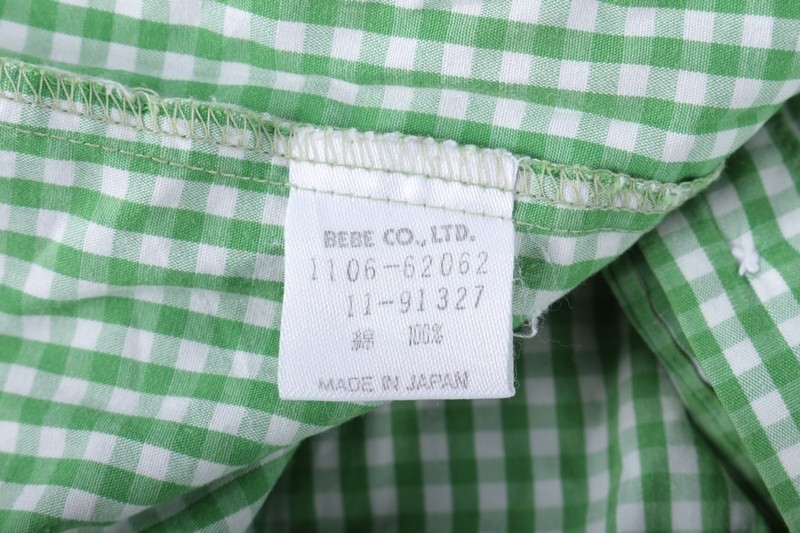 BEBE CO., LTD.
1106-62062
11-91327
綿 100%
MADE IN JAPAN